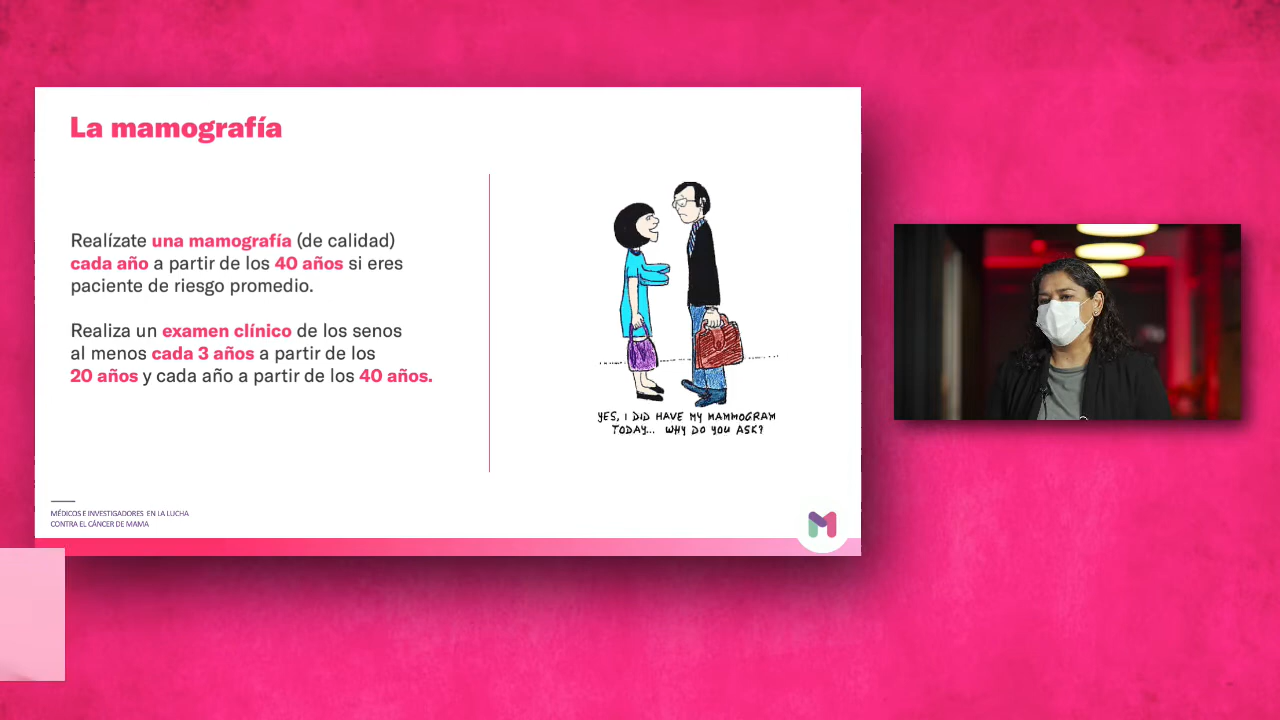 La mamografía
Realízate una mamografía (de calidad)
cada año a partir de los 40 años si eres
paciente de riesgo promedio.
Realiza un examen clínico de los senos
al menos cada 3 años a partir de los
20 años y cada año a partir de los 40 años.
YES, I DID HAVE MY MAMMOGRAM
TODAY... WHY DO YOU ASK?
MÉDICOS E INVESTIGADORES EN LA LUCHA
CONTRA EL CÁNCER DE MAMA